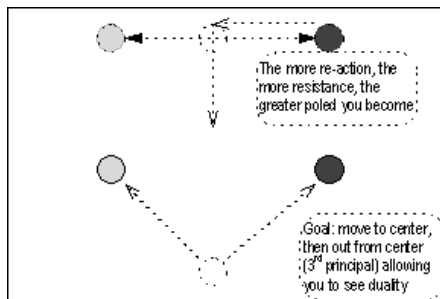 The more re-action, the
more resistance, the
greater poled you become
Goal: move to center,
then out from center
(3rd principal) allowing
you to see duality